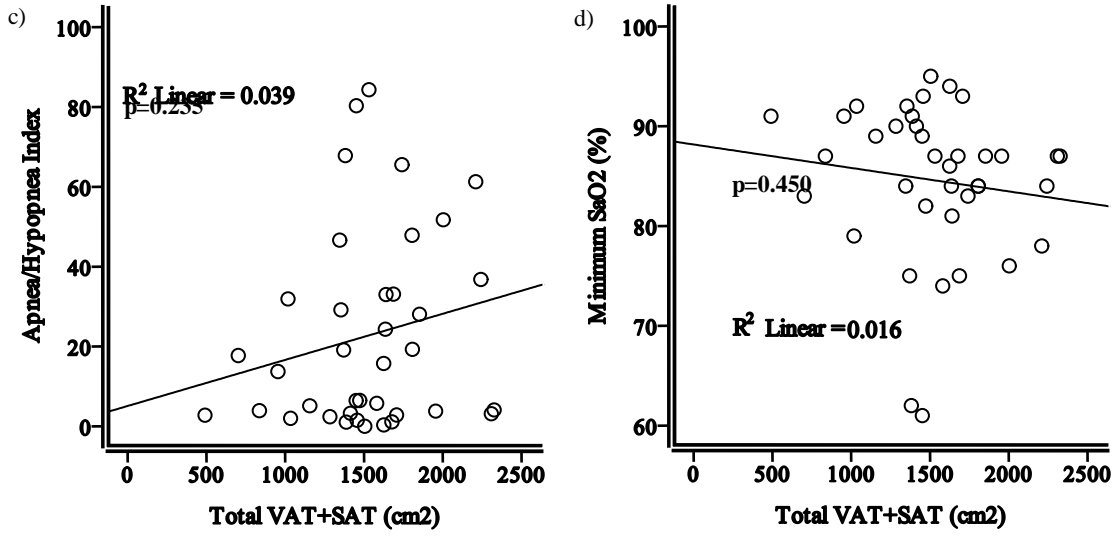 c)
100
80
60
40
20
0
Apnea/Hypopnea Index
R² Linear = 0.039
0 500 1000 1500 2000 2500
Total VAT+SAT (cm2)
d)
100
90
80
70
60
Minimum SaO2 (%)
p=0.450
R² Linear = 0.016
0 500 1000 1500 2000 2500
Total VAT+SAT (cm2)